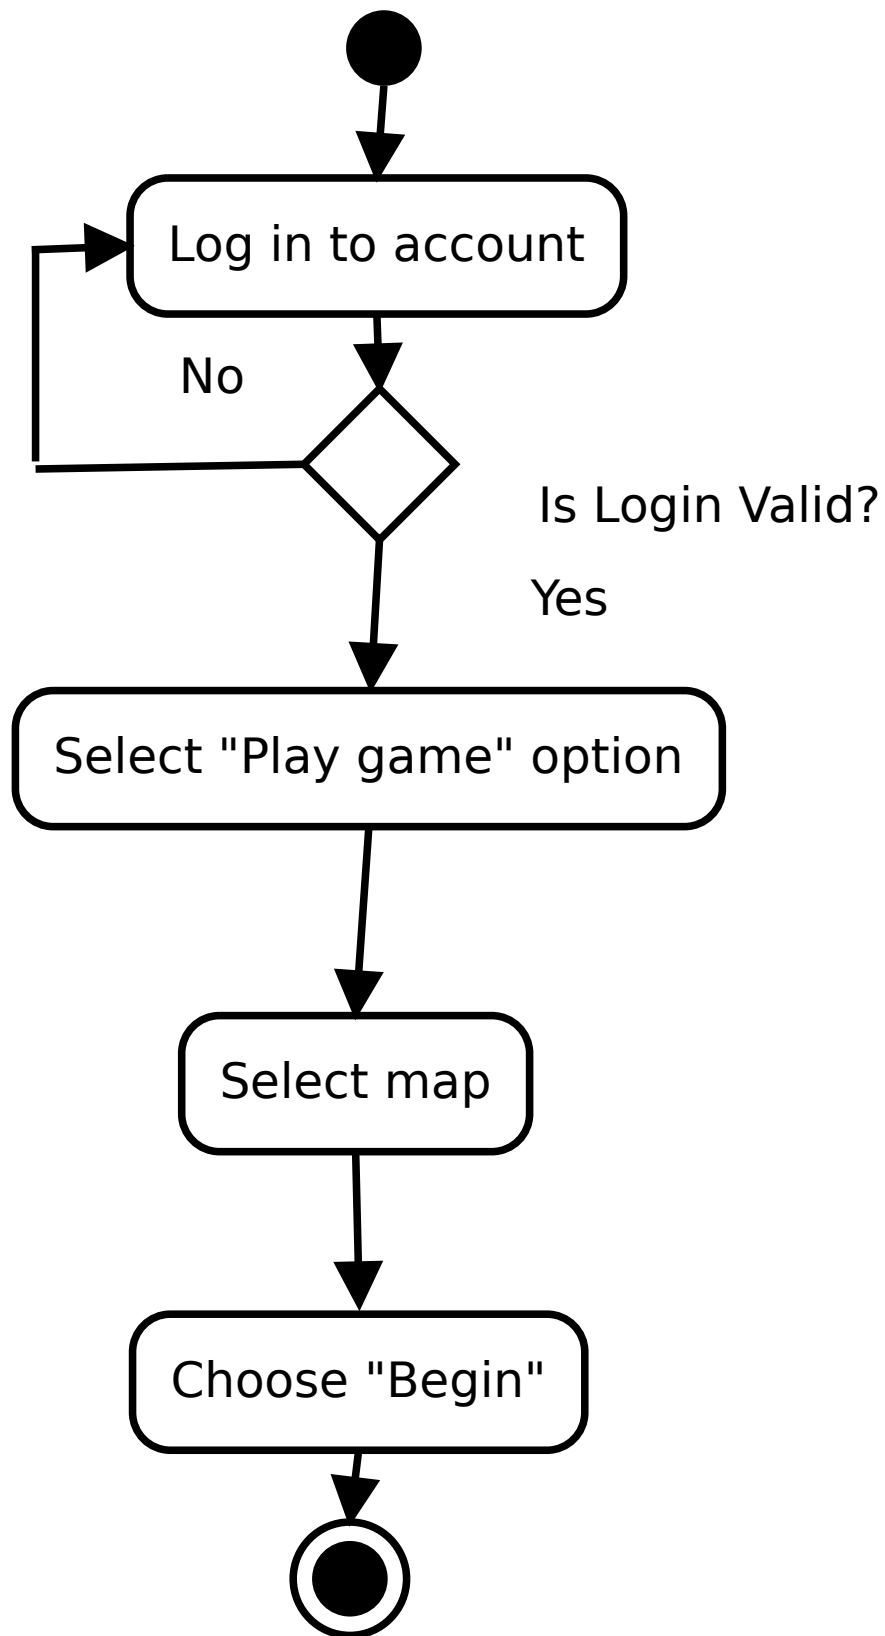 Log in to account
No
Is Login Valid?
Yes
Select "Play game" option
Select map
Choose "Begin"